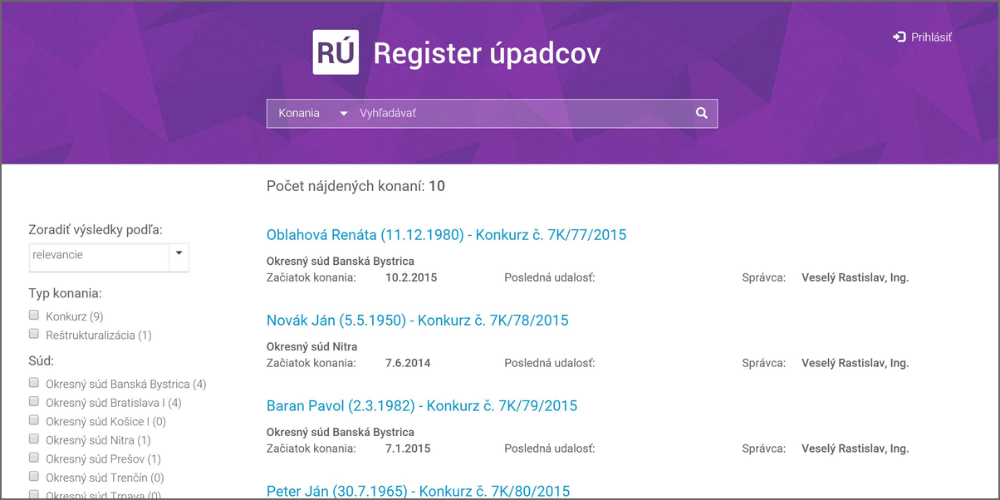 RÚ Register úpadcov
Prihlásiť
Konania Vyhľadávať
Počet nájdených konaní: 10
Zoradiť výsledky podľa:
relevancie
Typ konania:
Konkurz (9)
Reštrukturalizácia (1)
Súd:
Okresný súd Banská Bystrica (4)
Okresný súd Bratislava I (4)
Okresný súd Košice I (0)
Okresný súd Nitra (1)
Okresný súd Prešov (1)
Okresný súd Trenčín (0)
Okresný súd Trnava (0)
Oblahová Renáta (11.12.1980) - Konkurz č. 7K/77/2015
Okresný súd Banská Bystrica
Začiatok konania: 10.2.2015 Posledná udalosť: Správca: Veselý Rastislav, Ing.
Novák Ján (5.5.1950) - Konkurz č. 7K/78/2015
Okresný súd Nitra
Začiatok konania: 7.6.2014 Posledná udalosť: Správca: Veselý Rastislav, Ing.
Baran Pavol (2.3.1982) - Konkurz č. 7K/79/2015
Okresný súd Banská Bystrica
Začiatok konania: 7.1.2015 Posledná udalosť: Správca: Veselý Rastislav, Ing.
Peter Ján (30.7.1965) - Konkurz č. 7K/80/2015